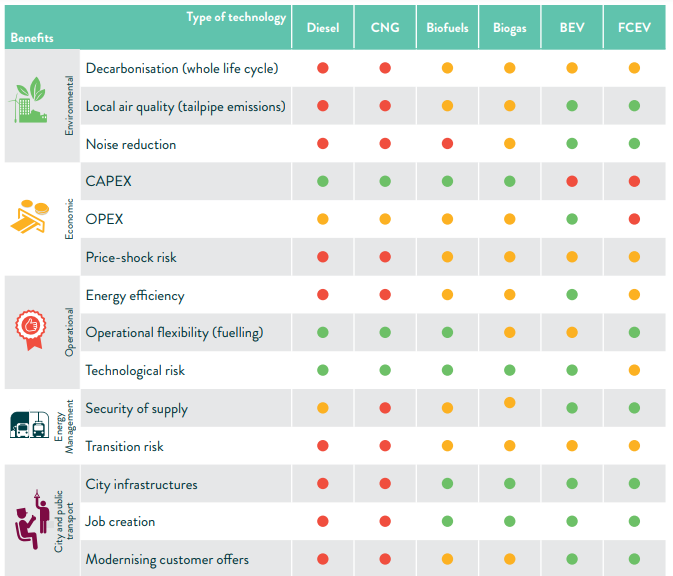 Type of technology
Benefits
Diesel
CNG
Biofuels
Biogas
BEV
FCEV
Environmental
Decarbonisation (whole life cycle)
Local air quality (tailpipe emissions)
Noise reduction
Economic
CAPEX
OPEX
Price-shock risk
Operational
Energy efficiency
Operational flexibility (fuelling)
Technological risk
Energy
Management
Security of supply
Transition risk
City and public
transport
City infrastructures
Job creation
Modernising customer offers